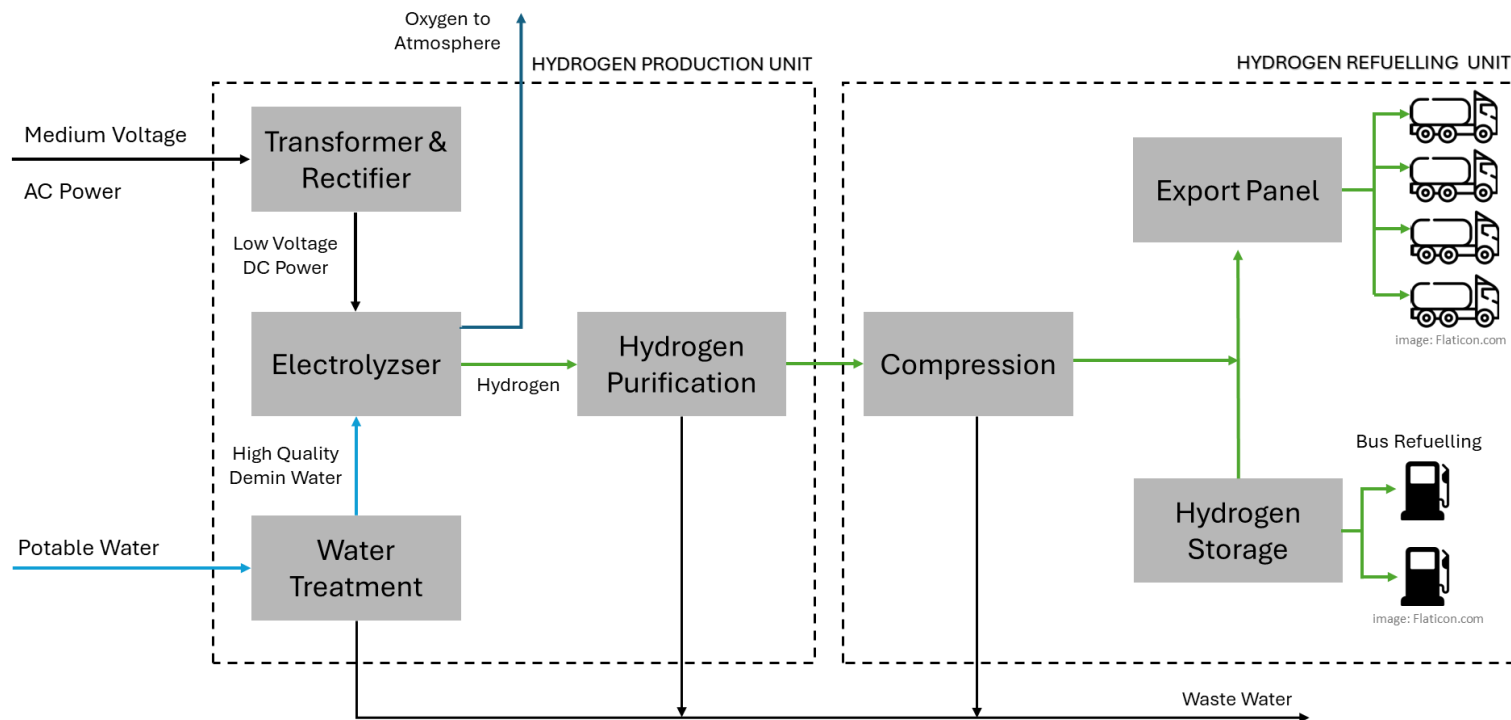 Oxygen to
Atmosphere
HYDROGEN PRODUCTION UNIT
HYDROGEN REFUELLING UNIT
Medium Voltage
AC Power
Transformer &
Rectifier
Export Panel
Low Voltage
DC Power
image: Flaticon.com
Electrolyzser
Hydrogen
Hydrogen
Purification
Compression
High Quality
Demin Water
Bus Refuelling
Potable Water
Water
Treatment
Hydrogen
Storage
image: Flaticon.com
Waste Water